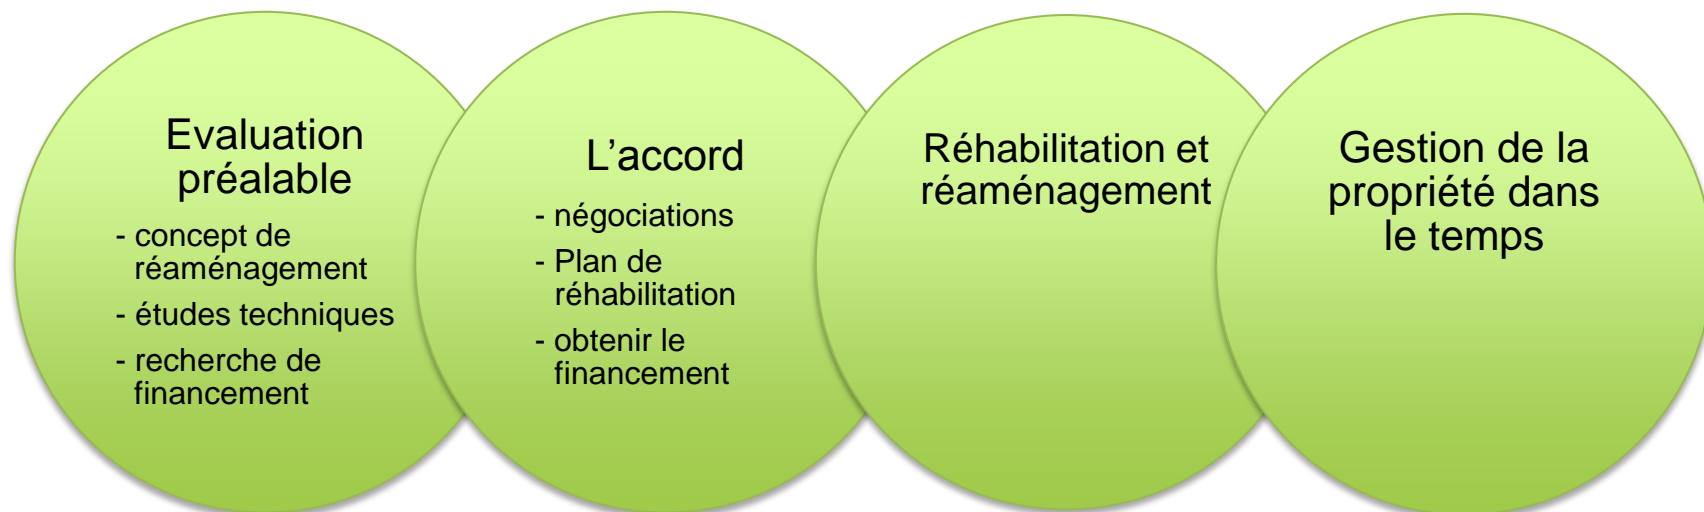 Evaluation
préalable
- concept de
réaménagement
- études techniques
- recherche de
financement
L’accord
- négociations
- Plan de
réhabilitation
- obtenir le
financement
Réhabilitation et
réaménagement
Gestion de la
propriété dans
le temps